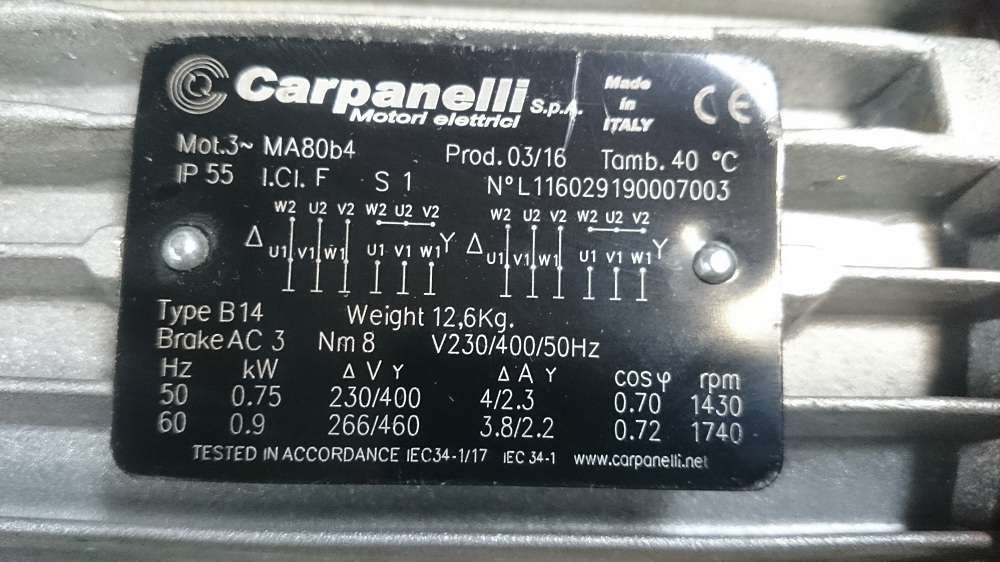 Carpanelli S.p.A.
Motori elettrici
Made
in
ITALY
CE
Mot.3~ MA80b4 Prod. 03/16 Tamb. 40 °C
IP 55 I.Cl. F S 1 N°L116029190007003
W2 U2 V2 W2 U2 V2 W2 U2 V2 W2 U2 V2
Δ U1 V1 W1 U1 V1 W1 Y Δ U1 V1 W1 U1 V1 W1 Y
Type B14 Weight 12,6Kg.
Brake AC 3 Nm 8 V230/400/50Hz
Hz kW Δ V Y Δ A Y cosφ rpm
50 0.75 230/400 4/2.3 0.70 1430
60 0.9 266/460 3.8/2.2 0.72 1740
TESTED IN ACCORDANCE IEC34-1/17 IEC 34-1 www.carpanelli.net